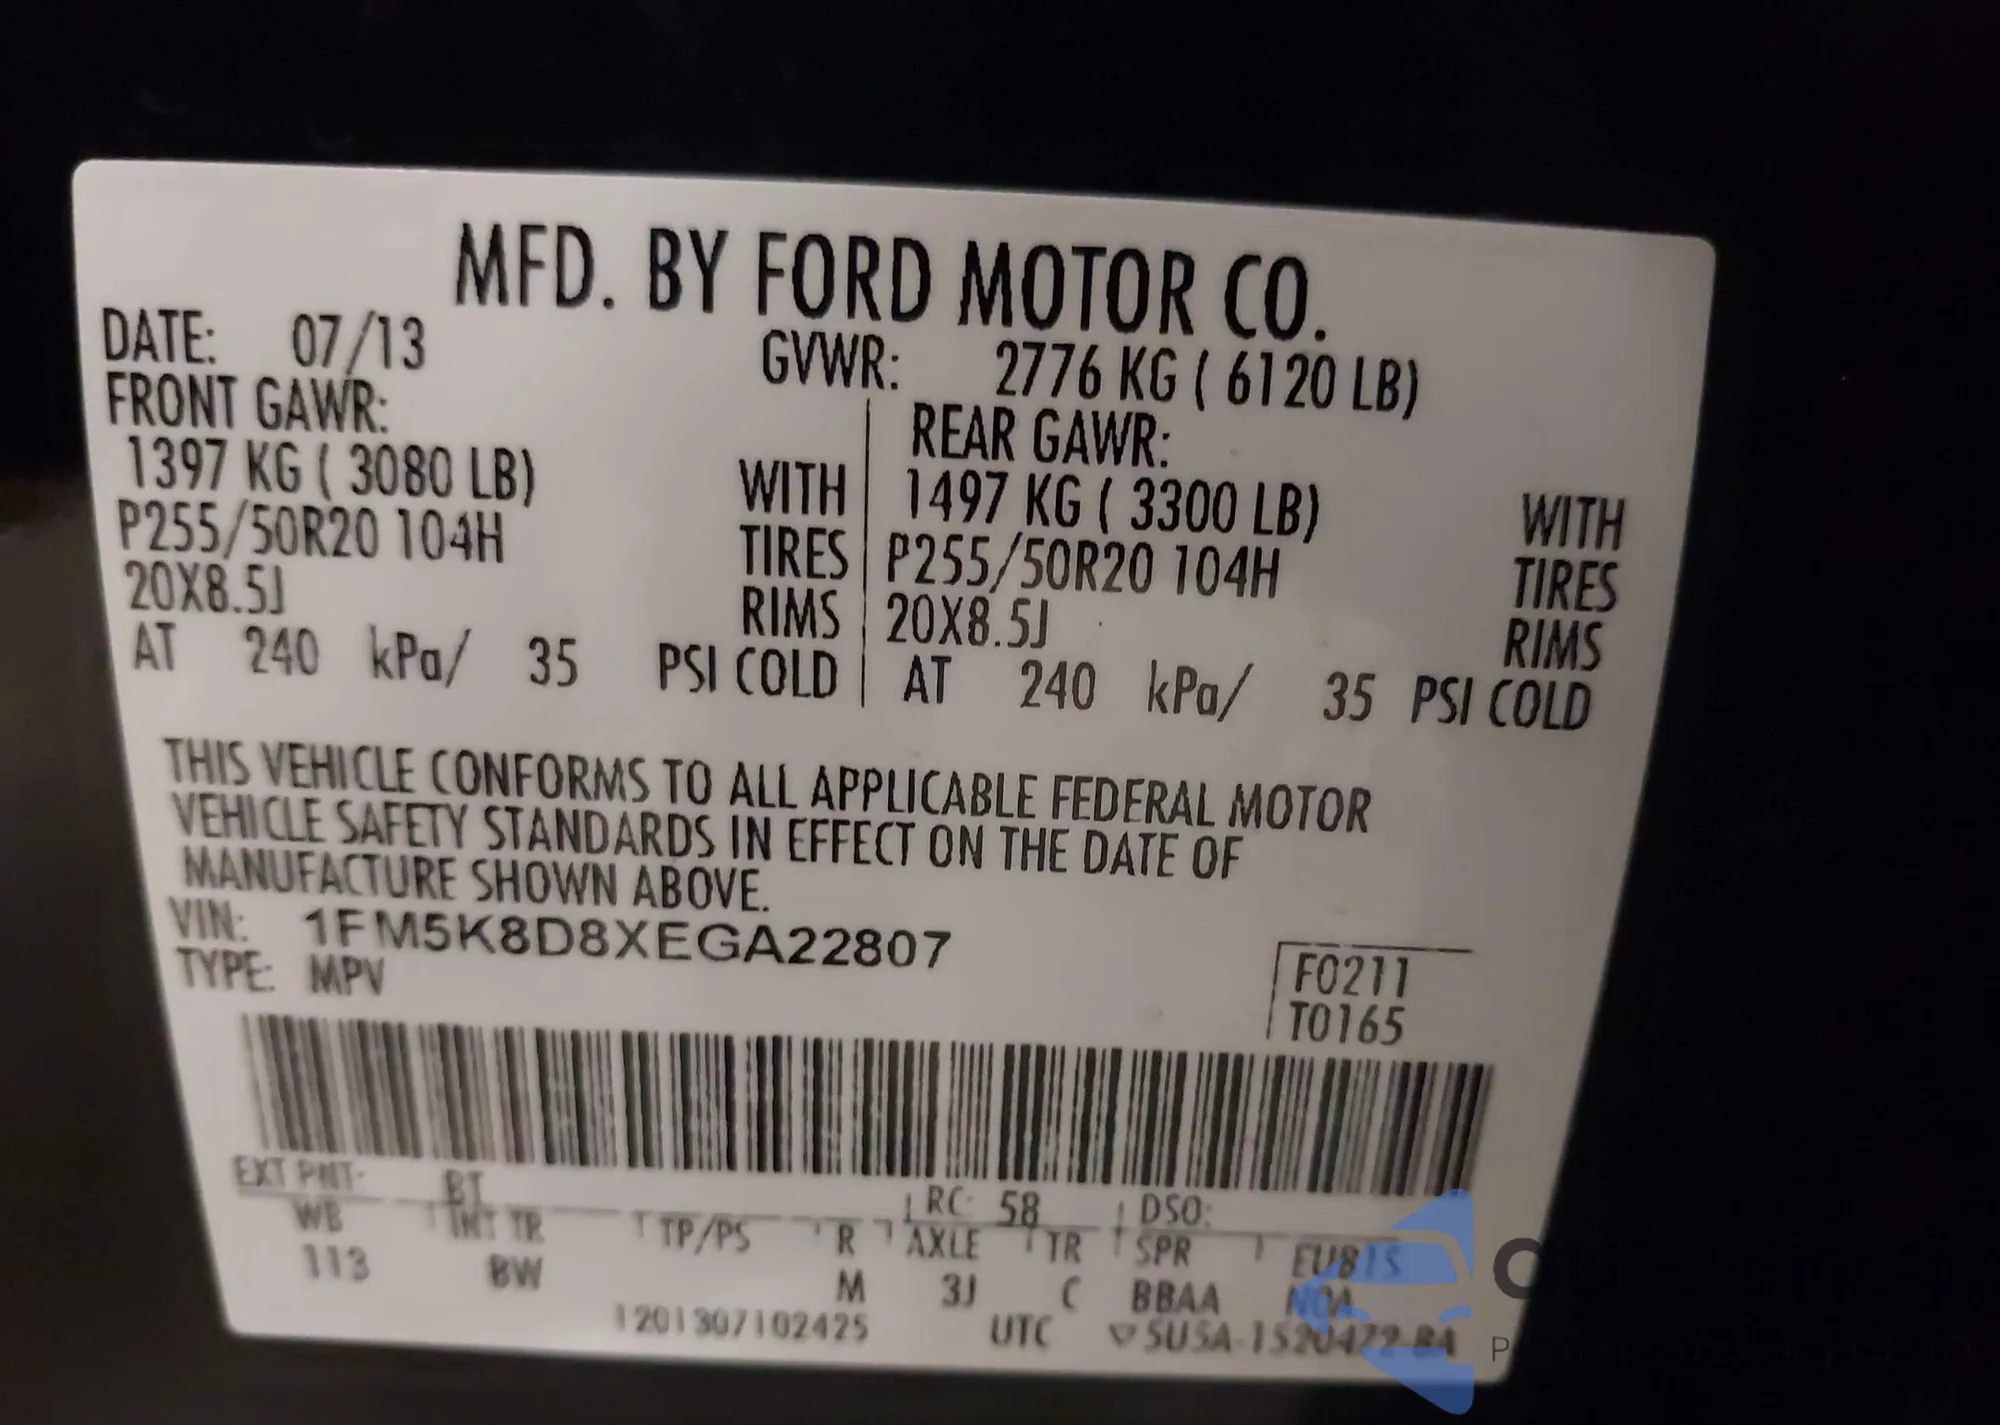 MFD. BY FORD MOTOR CO.
DATE: 07/13 GVWR: 2776 KG ( 6120 LB)
FRONT GAWR: REAR GAWR:
1397 KG ( 3080 LB) WITH 1497 KG ( 3300 LB) WITH
P255/50R20 104H TIRES P255/50R20 104H TIRES
20X8.5J RIMS 20X8.5J RIMS
AT 240 kPa/ 35 PSI COLD AT 240 kPa/ 35 PSI COLD
THIS VEHICLE CONFORMS TO ALL APPLICABLE FEDERAL MOTOR
VEHICLE SAFETY STANDARDS IN EFFECT ON THE DATE OF
MANUFACTURE SHOWN ABOVE.
VIN: 1FM5K8D8XEGA22807
TYPE: MPV
F0211
T0165
EXT PNT: BT RC: 58 DSO:
WB INT TR TP/PS R AXLE TR SPR
113 BW M 3J C BBAA NOA
1201307102425 UTC